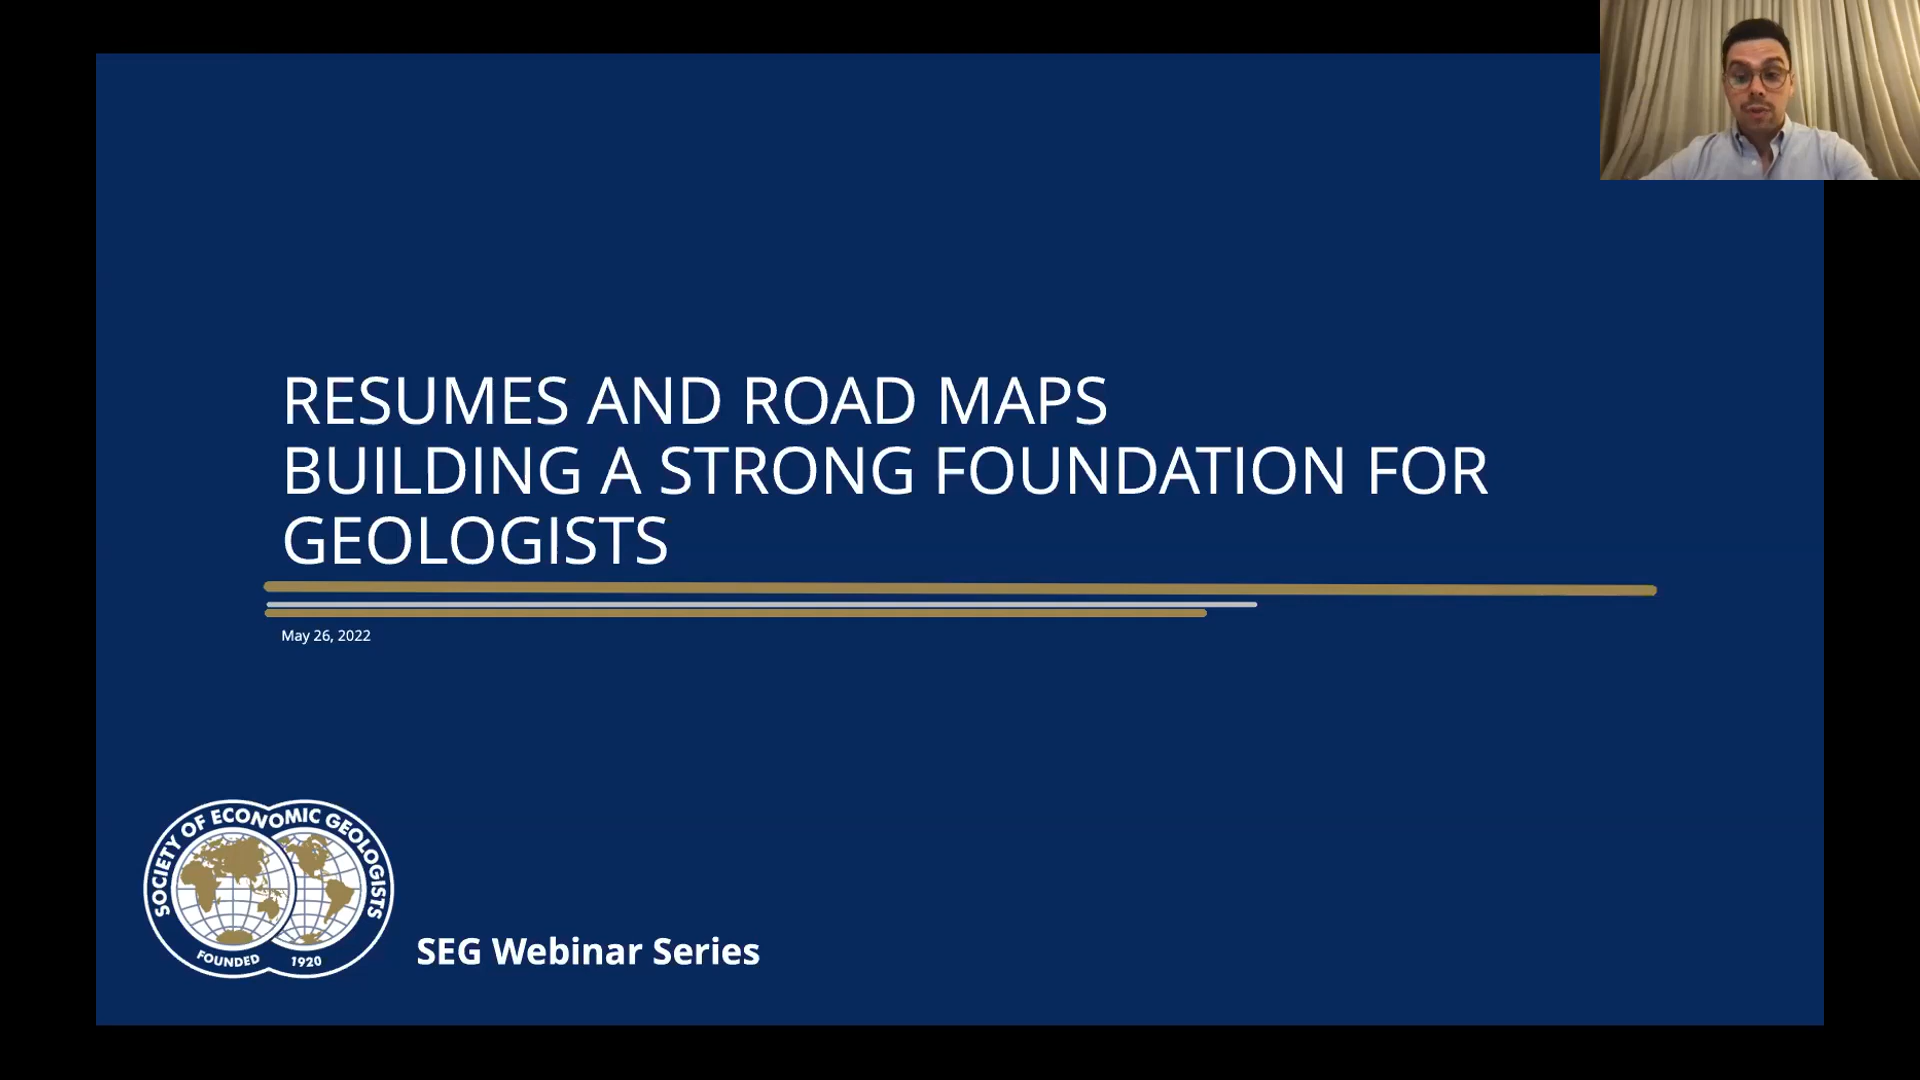 RESUMES AND ROAD MAPS
BUILDING A STRONG FOUNDATION FOR
GEOLOGISTS
May 26, 2022
SOCIETY OF ECONOMIC GEOLOGISTS
FOUNDED 1920
SEG Webinar Series